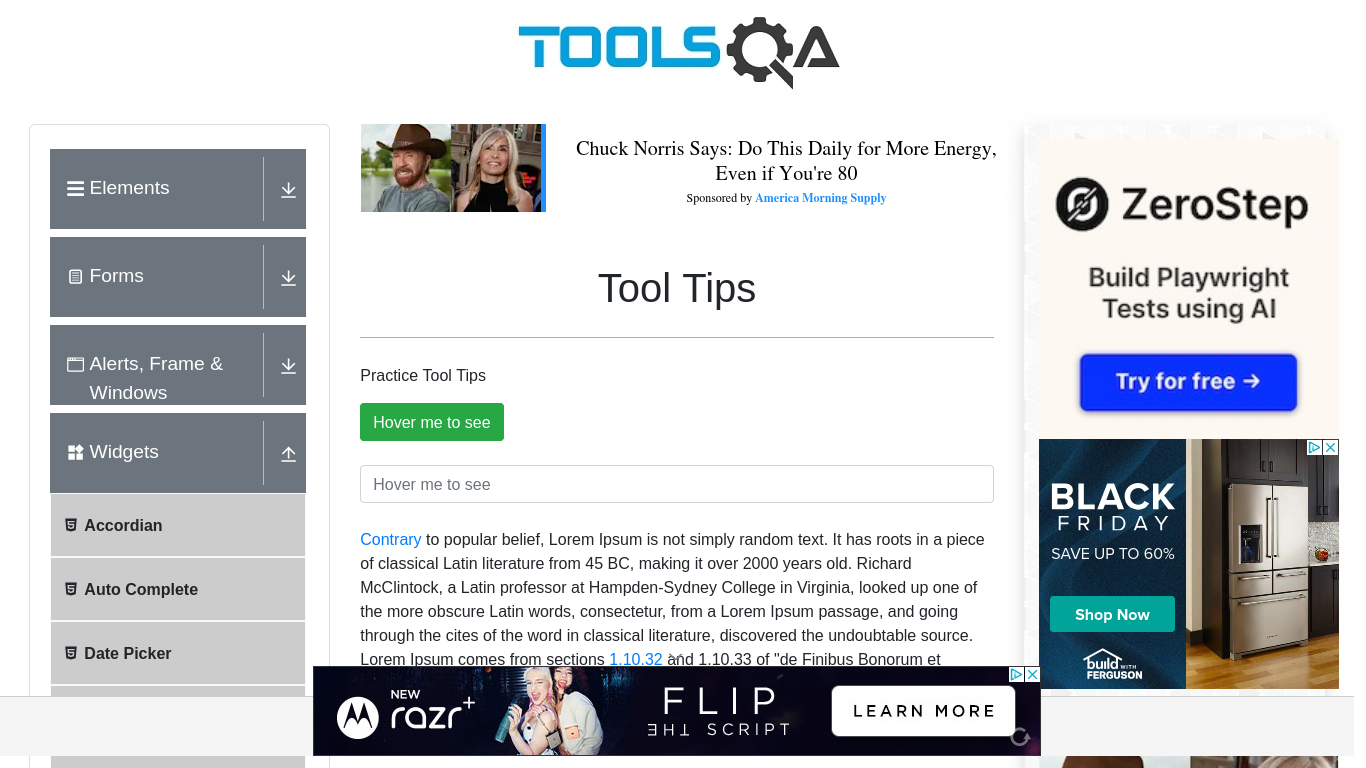 TOOLSQA
Elements
Forms
Alerts, Frame &
Windows
Widgets
Accordian
Auto Complete
Date Picker
Chuck Norris Says: Do This Daily for More Energy,
Even if You're 80
Sponsored by America Morning Supply
Tool Tips
Practice Tool Tips
Hover me to see
Hover me to see
Contrary to popular belief, Lorem Ipsum is not simply random text. It has roots in a piece
of classical Latin literature from 45 BC, making it over 2000 years old. Richard
McClintock, a Latin professor at Hampden-Sydney College in Virginia, looked up one of
the more obscure Latin words, consectetur, from a Lorem Ipsum passage, and going
through the cites of the word in classical literature, discovered the undoubtable source.
Lorem Ipsum comes from sections 1.10.32 and 1.10.33 of "de Finibus Bonorum et
NEW
razr+
FLIP
THE SCRIPT
LEARN MORE
ZeroStep
Build Playwright
Tests using AI
Try for free →
BLACK
FRIDAY
SAVE UP TO 60%
Shop Now
build WITH
FERGUSON